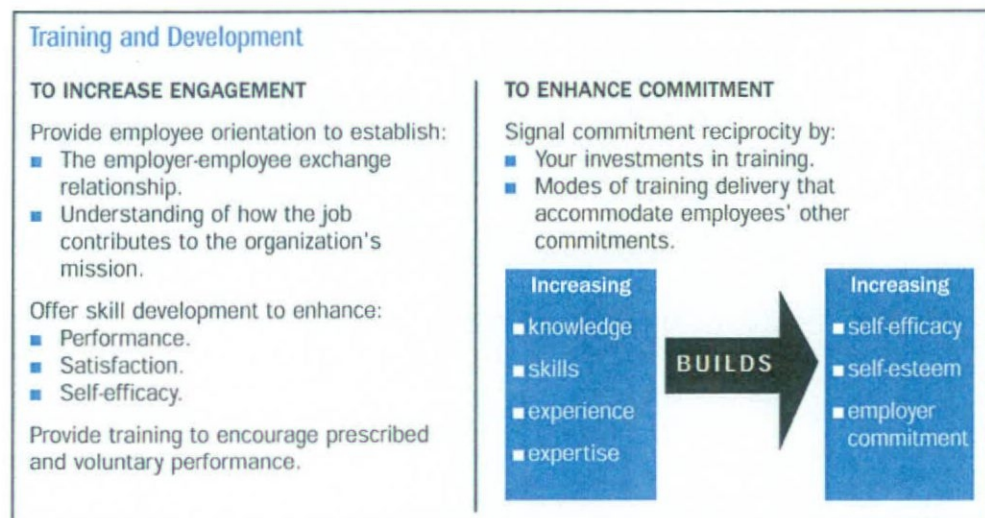 Training and Development
TO INCREASE ENGAGEMENT
Provide employee orientation to establish:
■ The employer-employee exchange
relationship.
■ Understanding of how the job
contributes to the organization's
mission.
Offer skill development to enhance:
■ Performance.
■ Satisfaction.
■ Self-efficacy.
Provide training to encourage prescribed
and voluntary performance.
TO ENHANCE COMMITMENT
Signal commitment reciprocity by:
■ Your investments in training.
■ Modes of training delivery that
accommodate employees' other
commitments.
Increasing
■ knowledge
■ skills
■ experience
■ expertise
BUILDS
Increasing
■ self-efficacy
■ self-esteem
■ employer
commitment